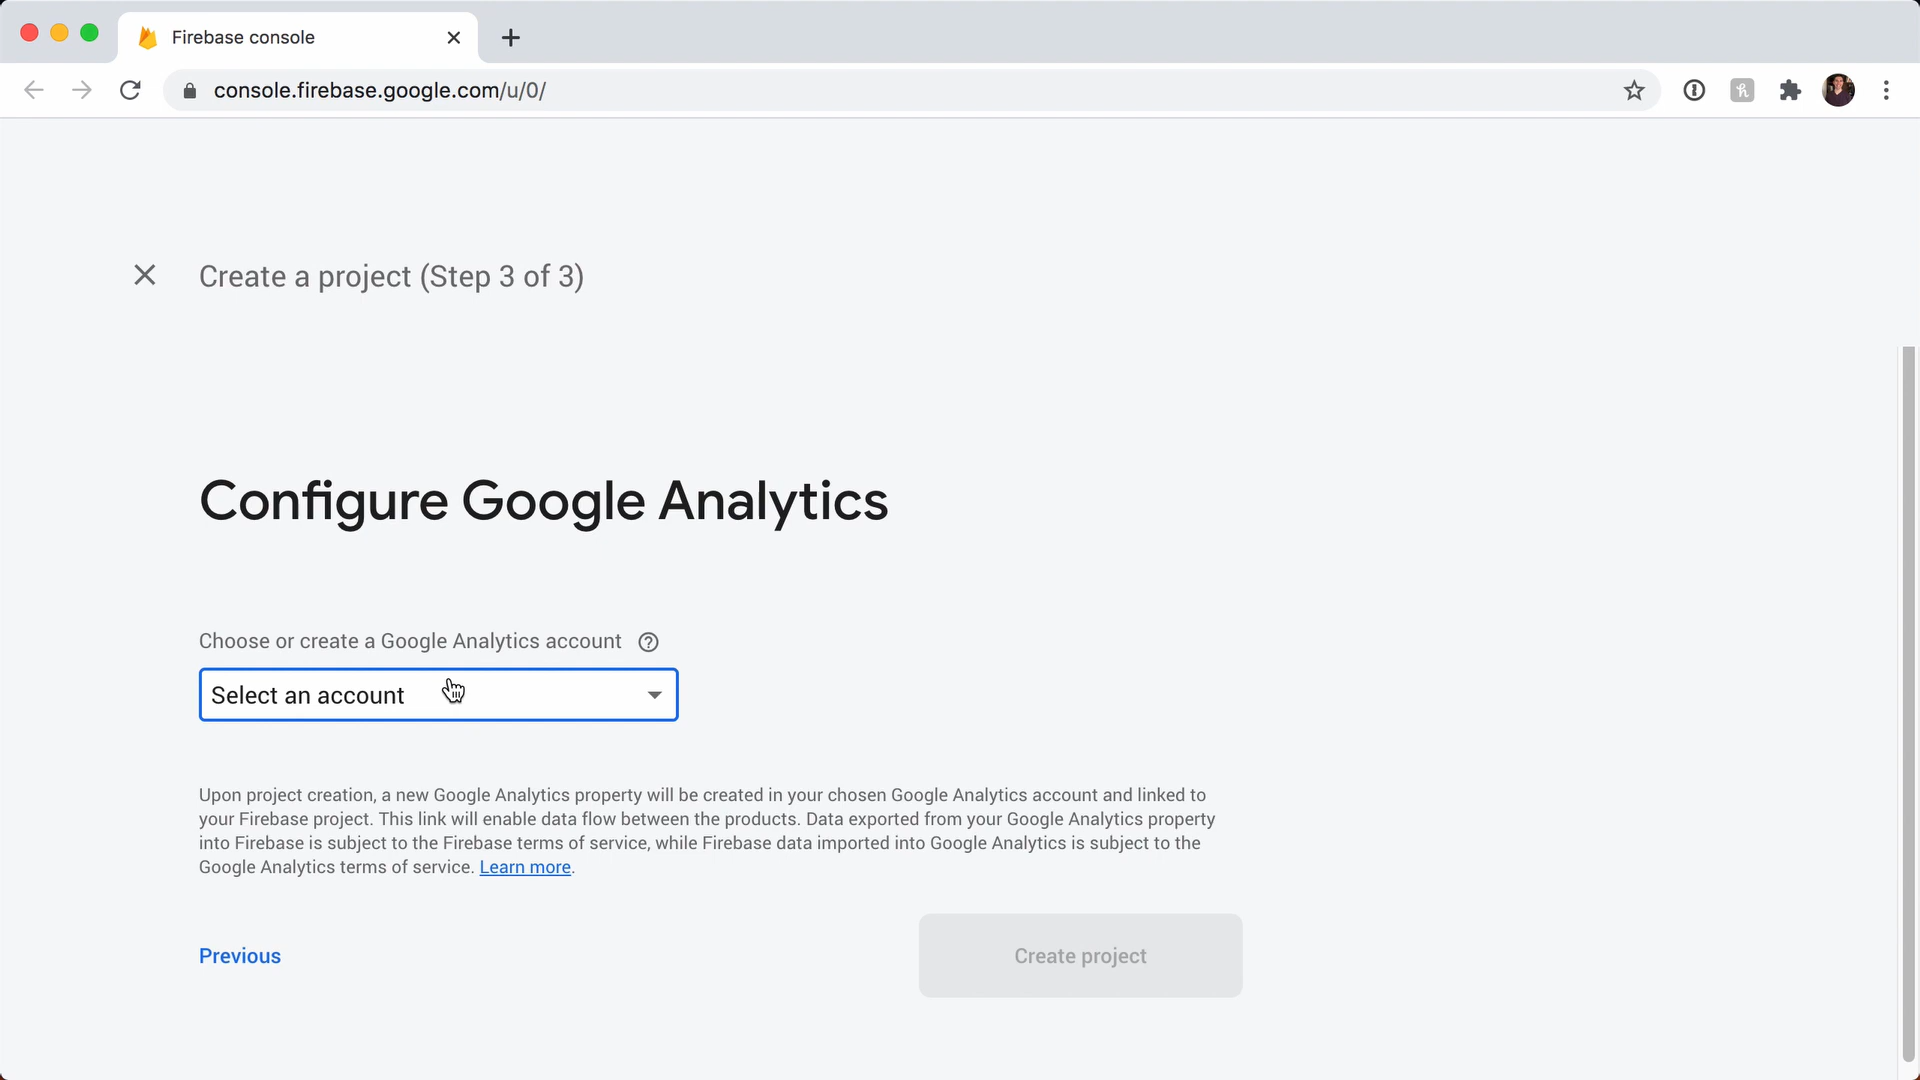 Firebase console
console.firebase.google.com/u/0/
Create a project (Step 3 of 3)
Configure Google Analytics
Choose or create a Google Analytics account
Select an account
Upon project creation, a new Google Analytics property will be created in your chosen Google Analytics account and linked to
your Firebase project. This link will enable data flow between the products. Data exported from your Google Analytics property
into Firebase is subject to the Firebase terms of service, while Firebase data imported into Google Analytics is subject to the
Google Analytics terms of service. Learn more.
Previous
Create project